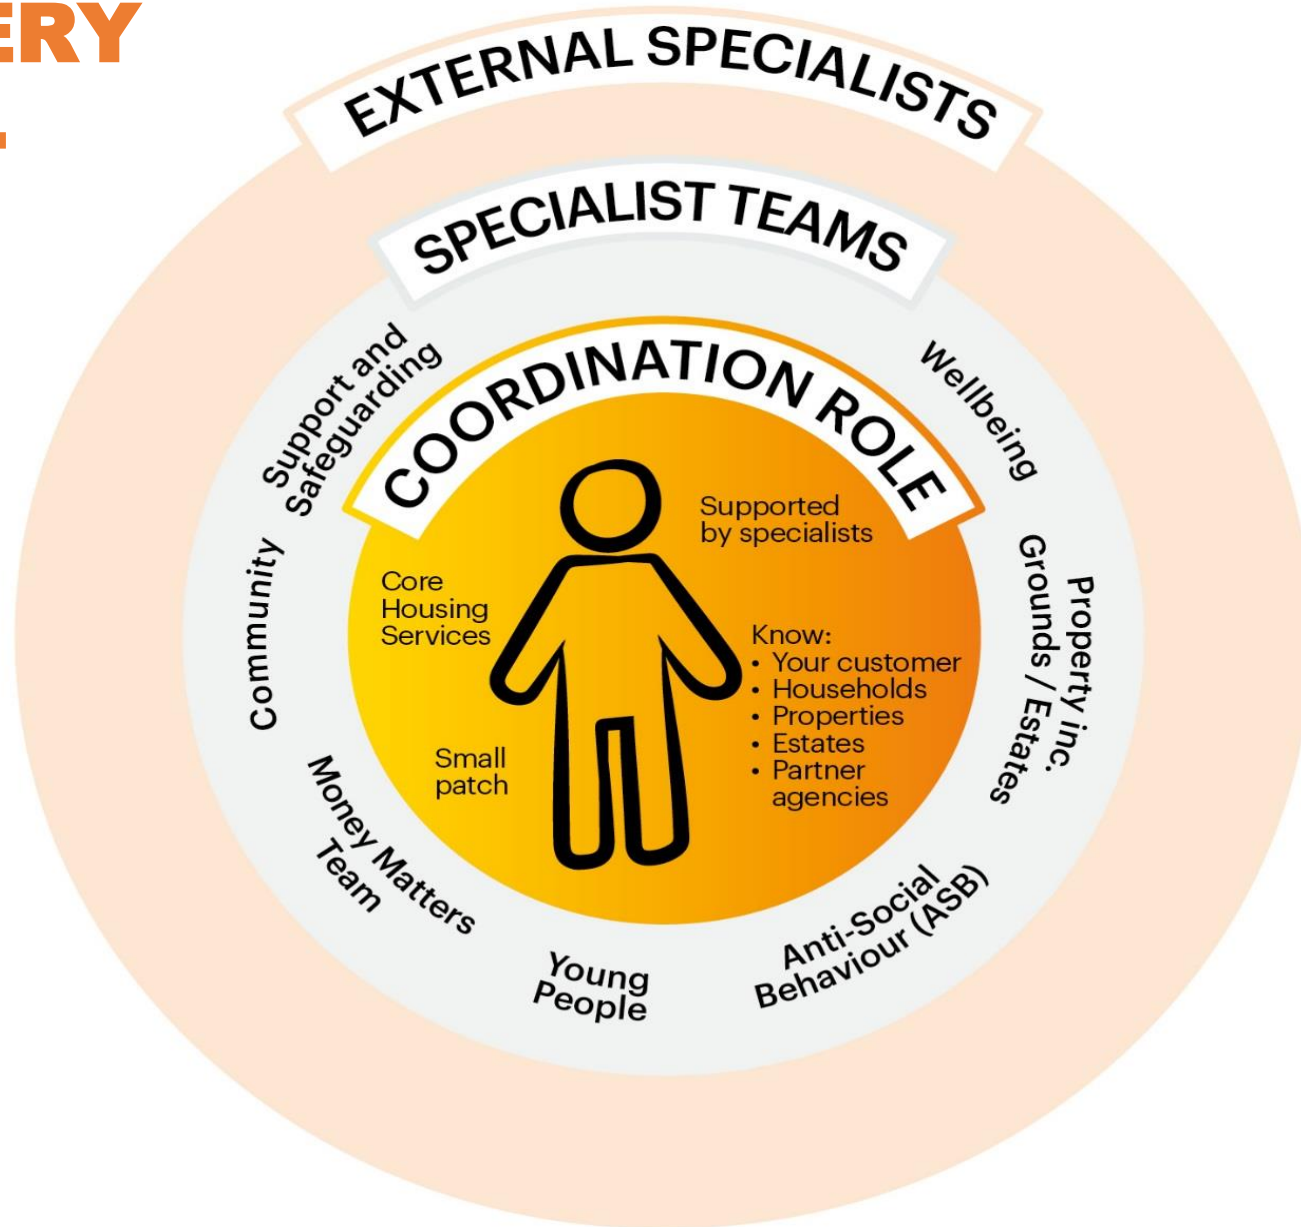 ERY
EXTERNAL SPECIALISTS
SPECIALIST TEAMS
COORDINATION ROLE
Support and
Safeguarding
Wellbeing
Community
Property inc.
Grounds / Estates
Money Matters
Team
Young
People
Anti-Social
Behaviour (ASB)
Supported
by specialists
Core
Housing
Services
Know:
• Your customer
• Households
• Properties
• Estates
• Partner
agencies
Small
patch